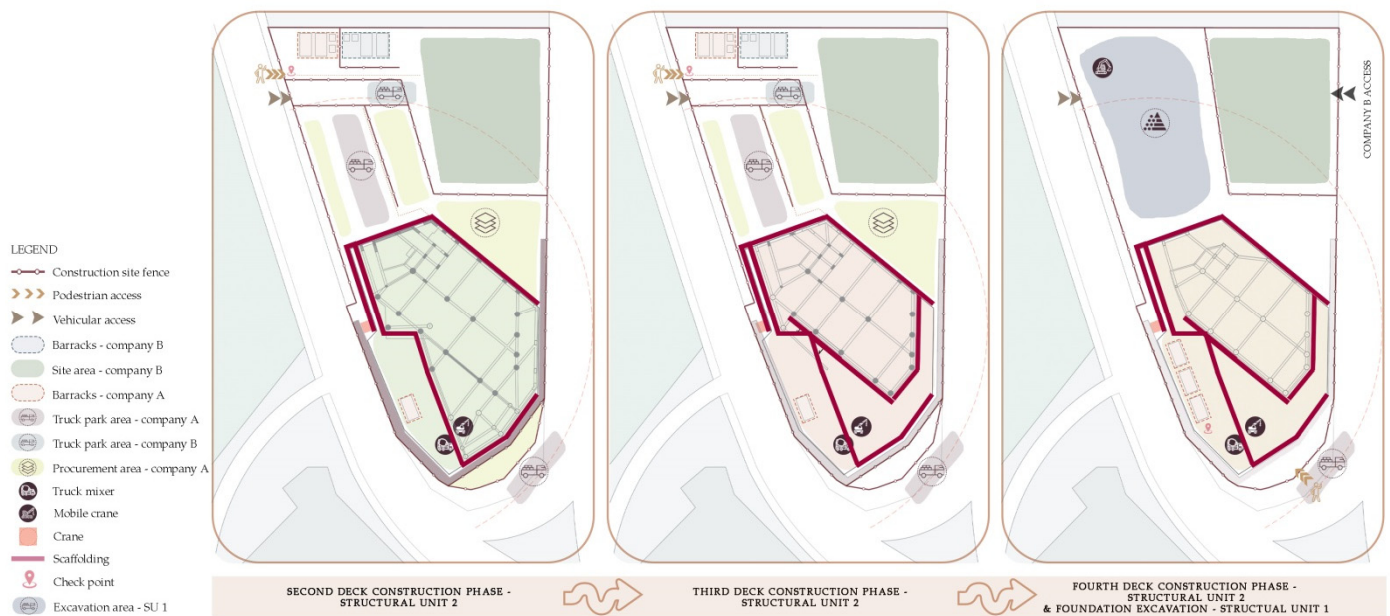 COMPANY B ACCESS
LEGEND
Construction site fence
Podestrian access
Vehicular access
Barracks - company B
Site area - company B
Barracks - company A
Truck park area - company A
Truck park area - company B
Procurement area - company A
Truck mixer
Mobile crane
Crane
Scaffolding
Check point
Excavation area - SU 1
SECOND DECK CONSTRUCTION PHASE -
STRUCTURAL UNIT 2
THIRD DECK CONSTRUCTION PHASE -
STRUCTURAL UNIT 2
FOURTH DECK CONSTRUCTION PHASE -
STRUCTURAL UNIT 2
& FOUNDATION EXCAVATION - STRUCTUAL UNIT 1